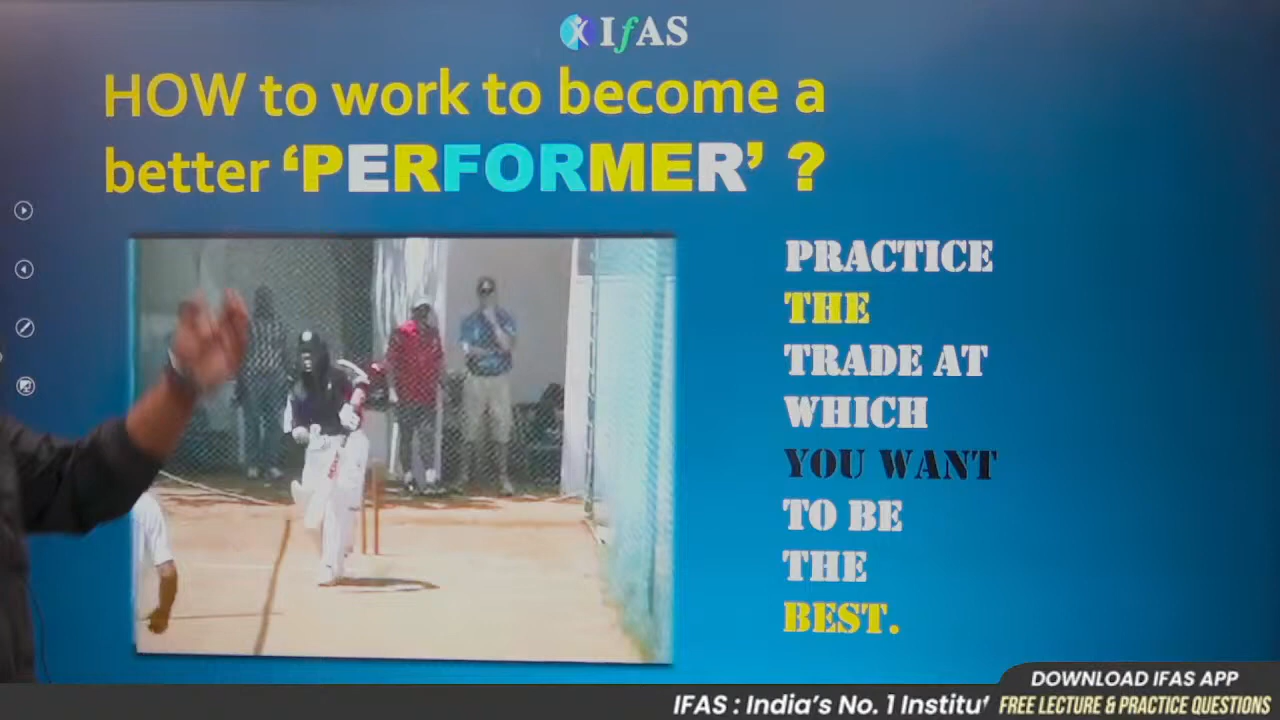 IfAS
HOW to work to become a
better ‘PERFORMER’ ?
PRACTICE
THE
TRADE AT
WHICH
YOU WANT
TO BE
THE
BEST.
DOWNLOAD IFAS APP
IFAS : India's No. 1 Institu
FREE LECTURE & PRACTICE QUESTIONS